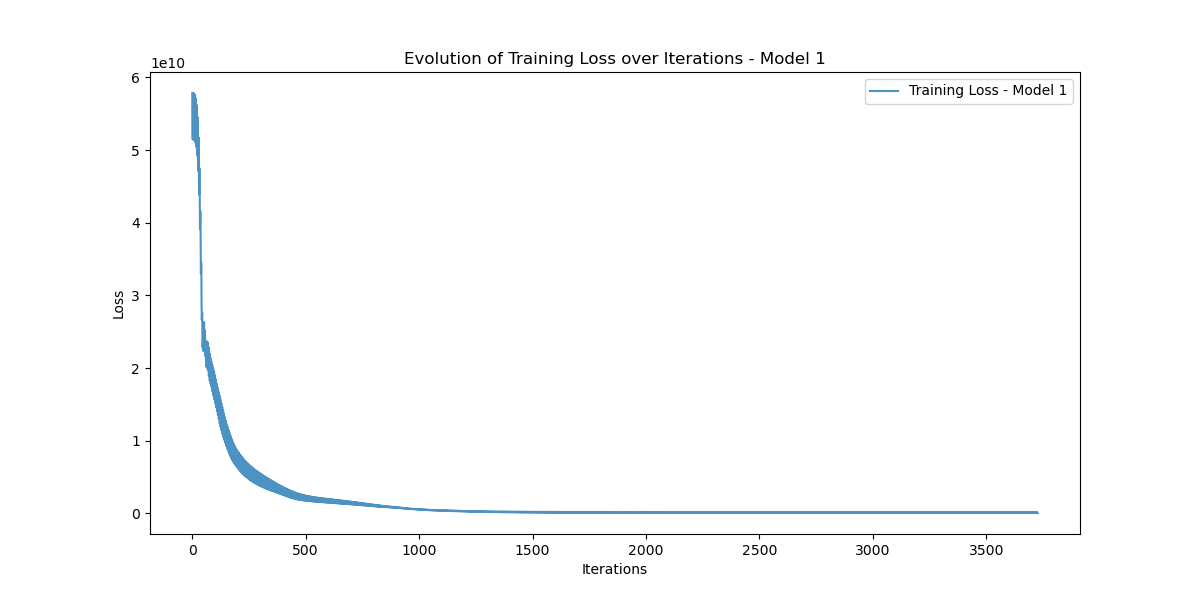 Evolution of Training Loss over Iterations - Model 1
1e10
Training Loss - Model 1
6
5
4
3
2
1
0
Loss
0 500 1000 1500 2000 2500 3000 3500
Iterations